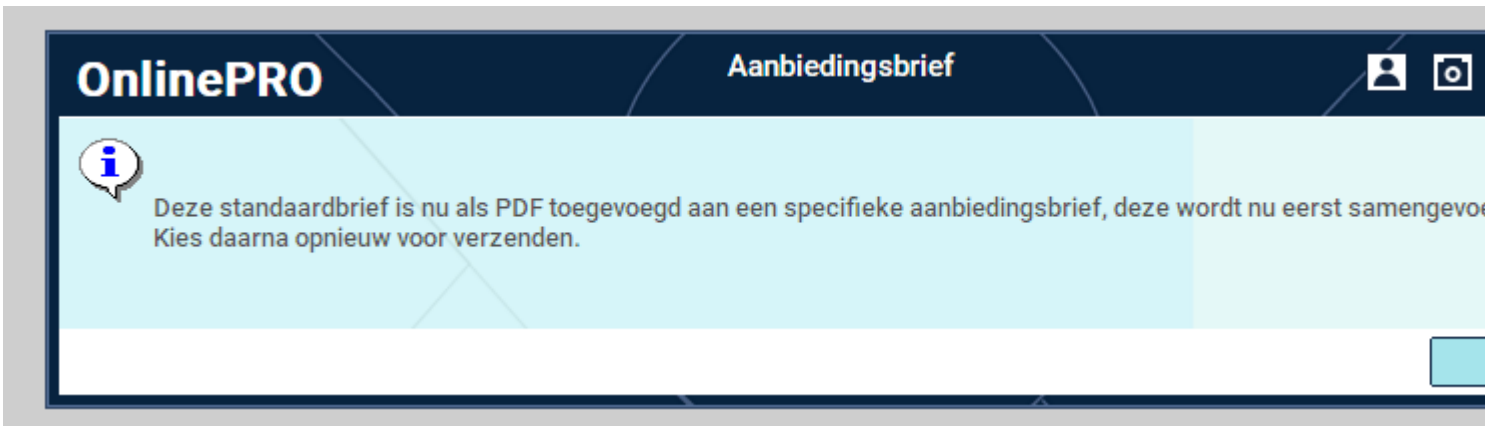 OnlinePRO
Aanbiedingsbrief
Deze standaardbrief is nu als PDF toegevoegd aan een specifieke aanbiedingsbrief, deze wordt nu eerst samengevoe
Kies daarna opnieuw voor verzenden.